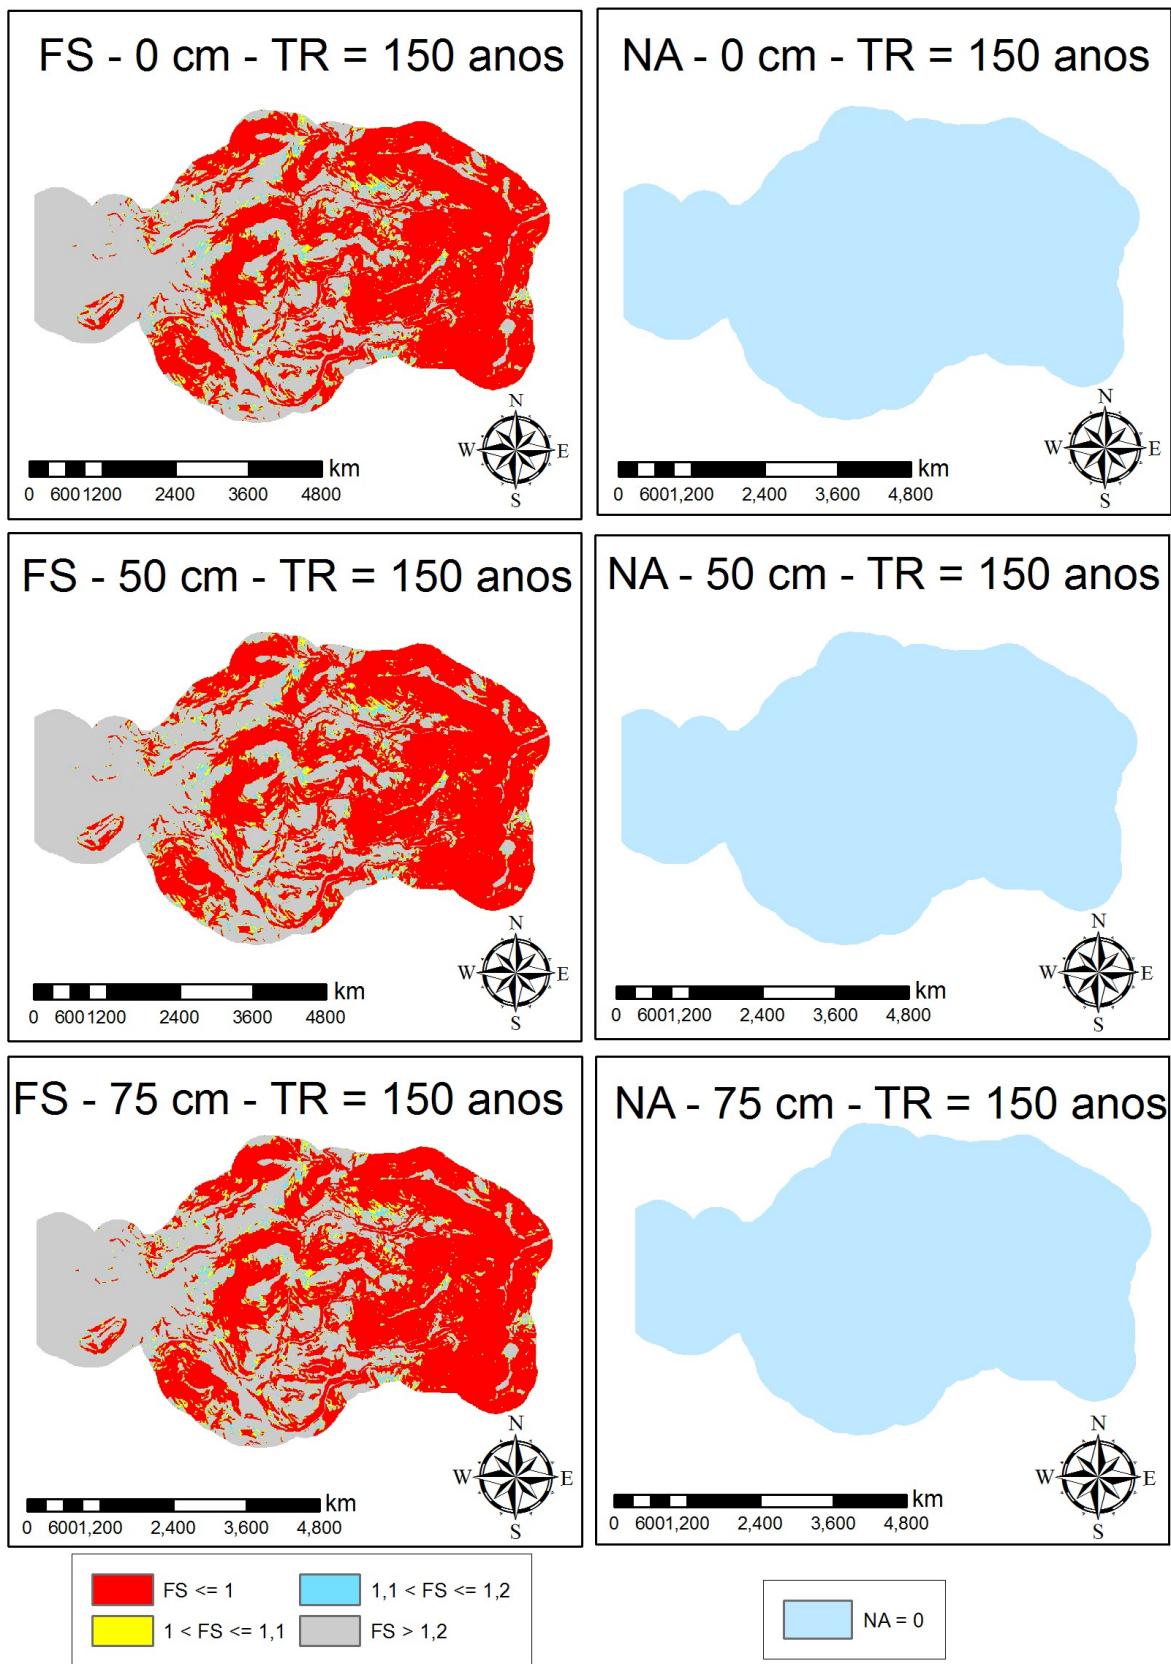 FS - 0 cm - TR = 150 anos
N
W E
S
km
0 600 1200 2400 3600 4800
NA - 0 cm - TR = 150 anos
N
W E
S
km
0 6001,200 2,400 3,600 4,800
FS - 50 cm - TR = 150 anos
N
W E
S
km
0 600 1200 2400 3600 4800
NA - 50 cm - TR = 150 anos
N
W E
S
km
0 6001,200 2,400 3,600 4,800
FS - 75 cm - TR = 150 anos
N
W E
S
km
0 6001,200 2,400 3,600 4,800
NA - 75 cm - TR = 150 anos
N
W E
S
km
0 6001,200 2,400 3,600 4,800
FS <= 1
1,1 < FS <= 1,2
1 < FS <= 1,1
FS > 1,2
NA = 0